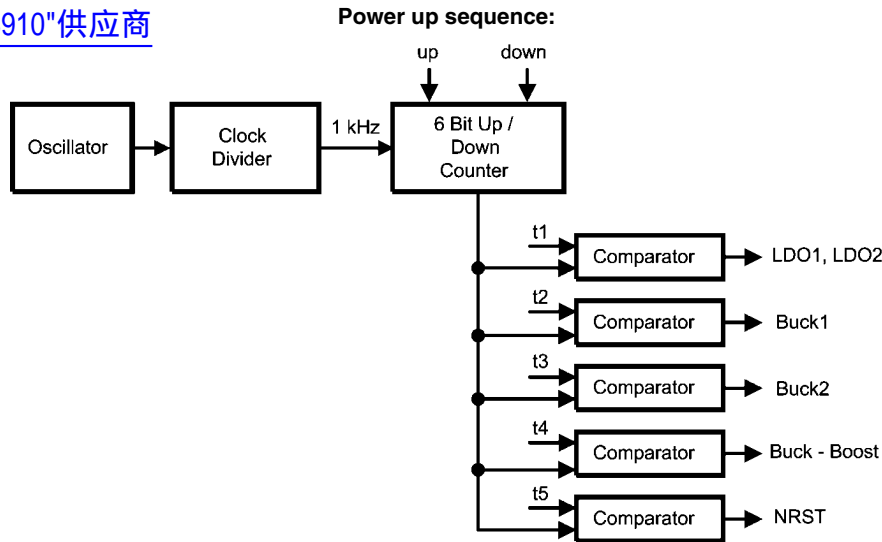 910"供应商
Power up sequence:
up
down
Oscillator
Clock
Divider
1 kHz
6 Bit Up /
Down
Counter
t1
Comparator
LDO1, LDO2
t2
Comparator
Buck1
t3
Comparator
Buck2
t4
Comparator
Buck - Boost
t5
Comparator
NRST